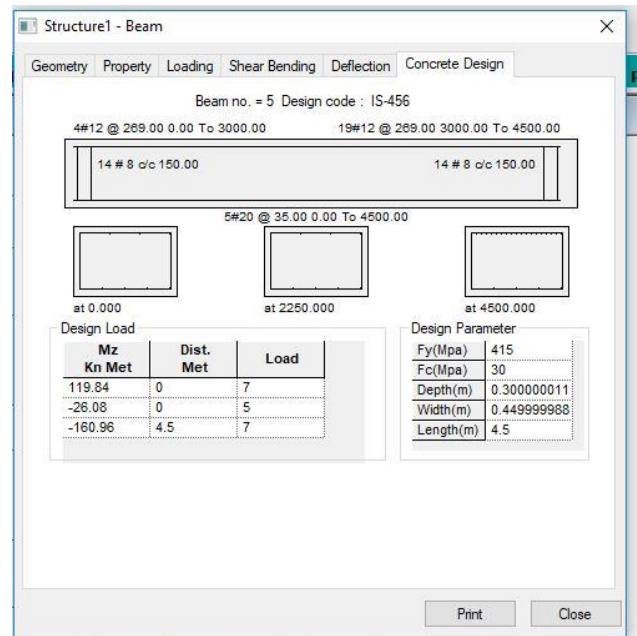 Structure1 - Beam
Geometry Property Loading Shear Bending Deflection Concrete Design
Beam no. = 5 Design code : IS-456
4#12 @ 269.00 0.00 To 3000.00 19#12 @ 269.00 3000.00 To 4500.00
14 # 8 c/c 150.00 14 # 8 c/c 150.00
5#20 @ 35.00 0.00 To 4500.00
at 0.000 at 2250.000 at 4500.000
Design Load Design Parameter
Mz Kn Met Dist. Met Load
119.84 0 7
-26.08 0 5
-160.96 4.5 7
Fy(Mpa) 415
Fc(Mpa) 30
Depth(m) 0.300000011
Width(m) 0.449999988
Length(m) 4.5
Print Close